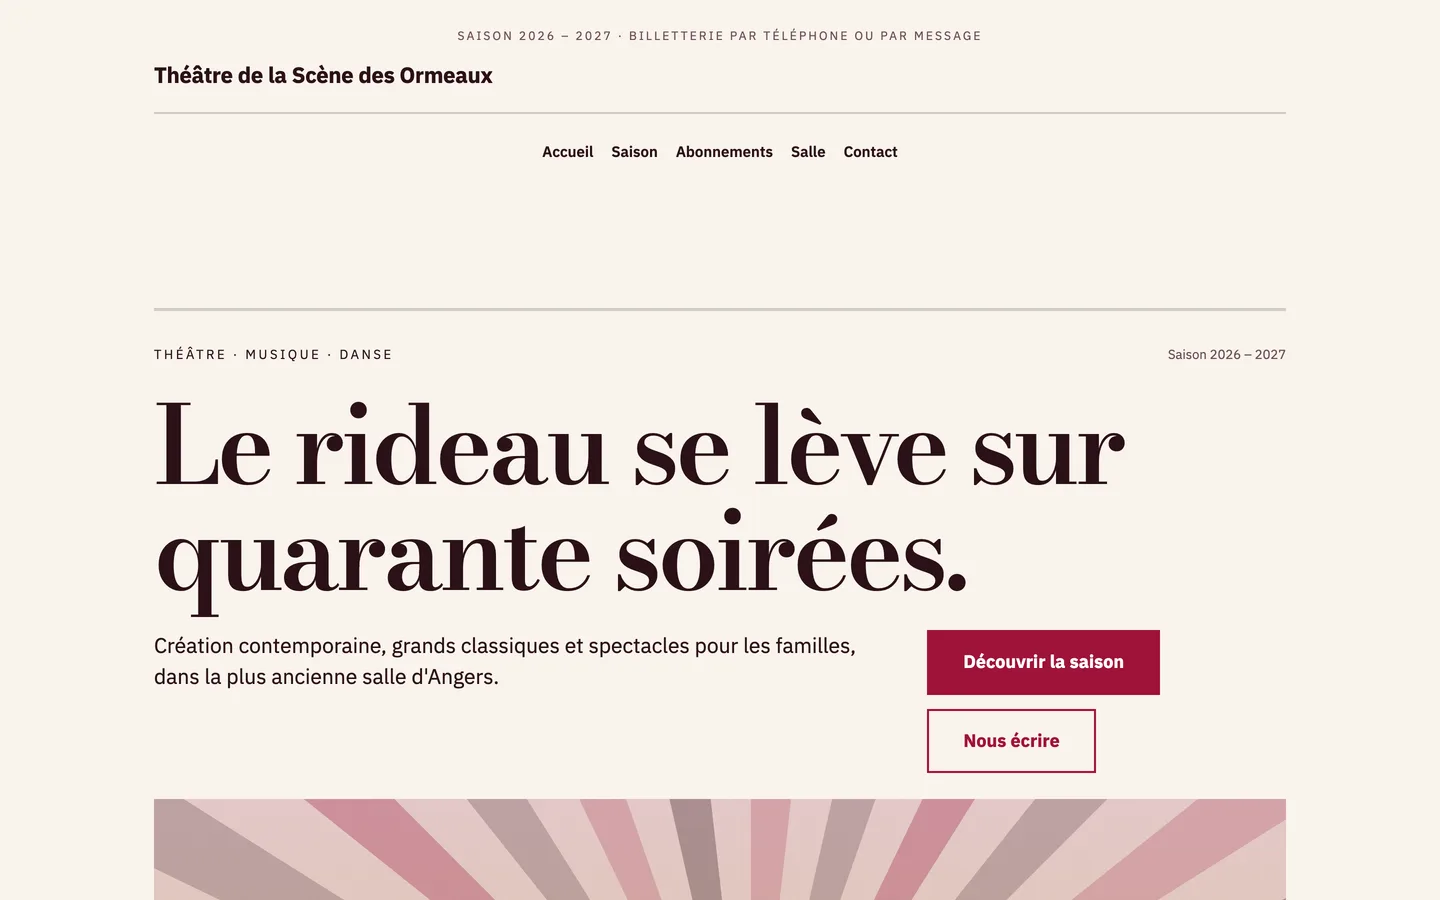 SAISON 2026 – 2027 · BILLETTERIE PAR TÉLÉPHONE OU PAR MESSAGE
Théâtre de la Scène des Ormeaux
Accueil Saison Abonnements Salle Contact
THÉÂTRE · MUSIQUE · DANSE
Saison 2026 – 2027
Le rideau se lève sur
quarante soirées.
Création contemporaine, grands classiques et spectacles pour les familles,
dans la plus ancienne salle d'Angers.
Découvrir la saison
Nous écrire